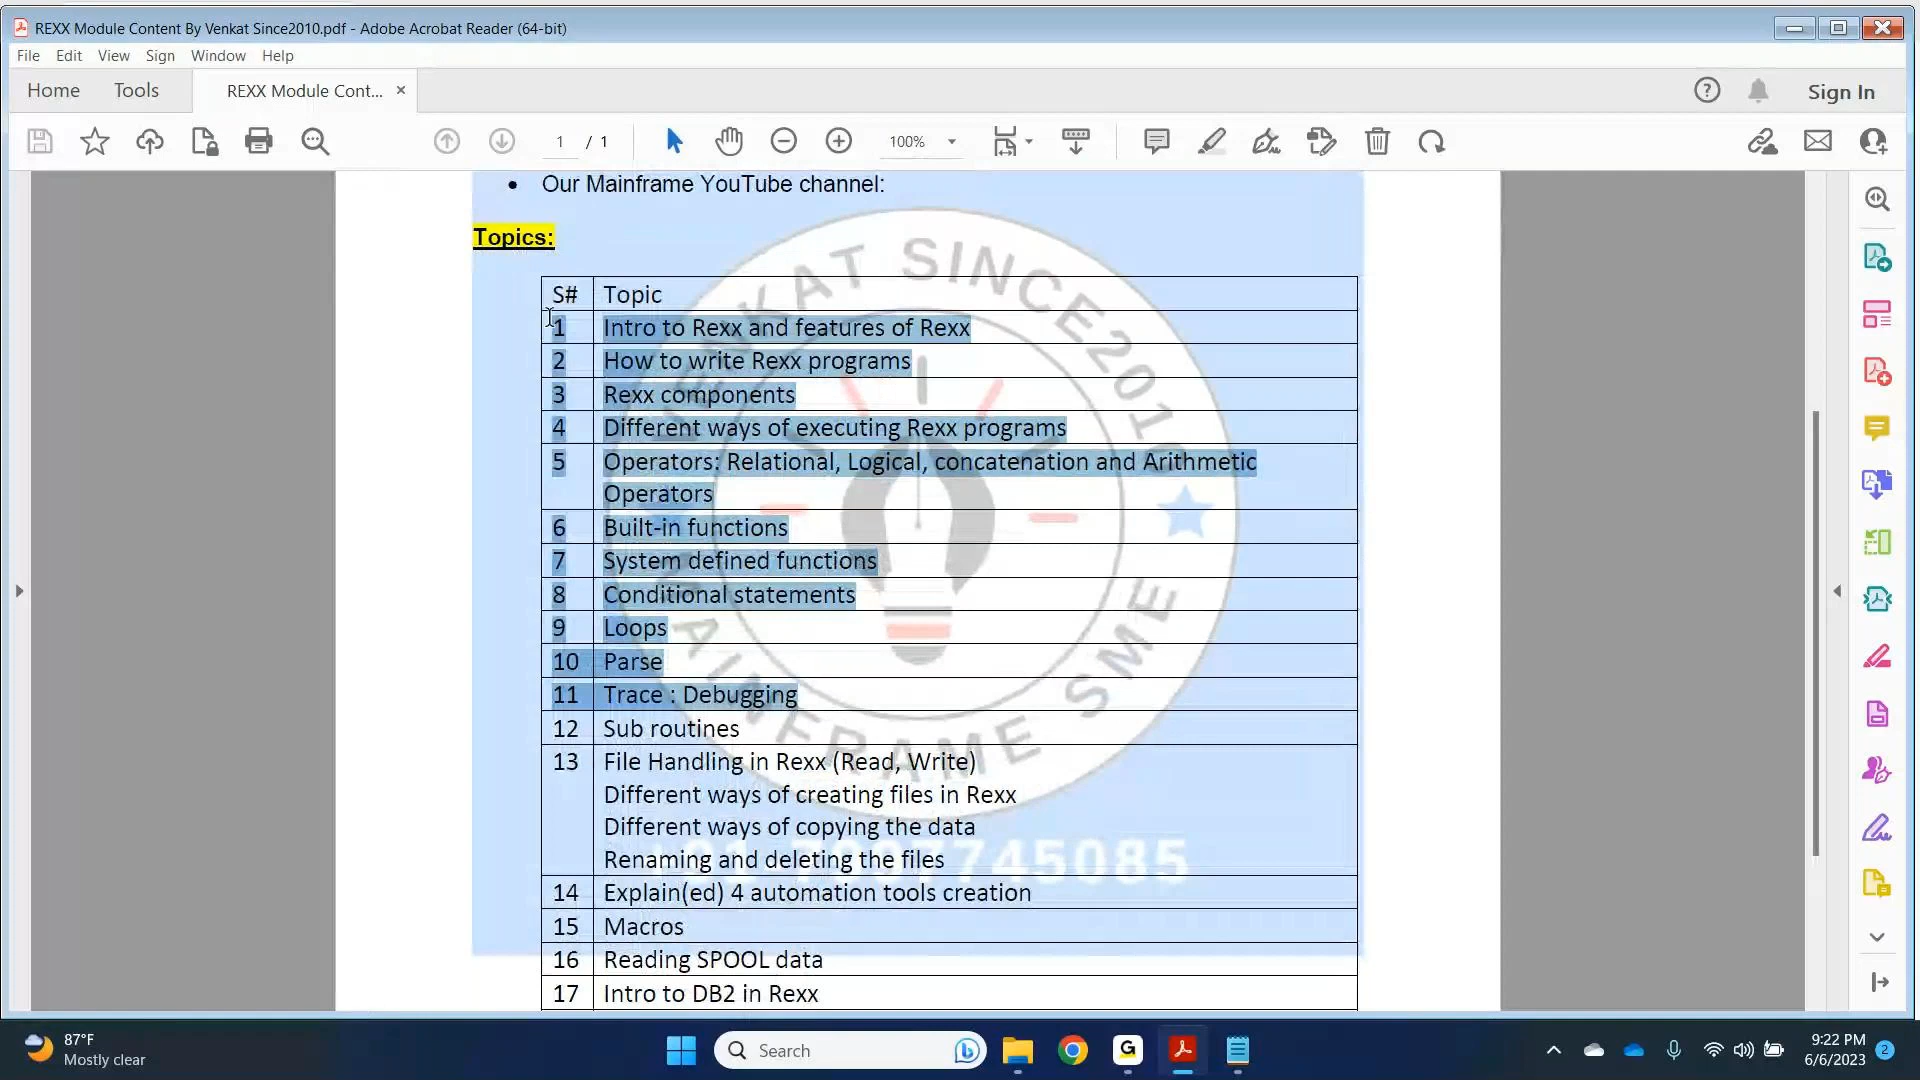 REXX Module Content By Venkat Since2010.pdf - Adobe Acrobat Reader (64-bit)
File Edit View Sign Window Help
Home Tools REXX Module Cont... × Sign In
1 / 1 100%
• Our Mainframe YouTube channel:
Topics:
S# Topic
1 Intro to Rexx and features of Rexx
2 How to write Rexx programs
3 Rexx components
4 Different ways of executing Rexx programs
5 Operators: Relational, Logical, concatenation and Arithmetic
Operators
6 Built-in functions
7 System defined functions
8 Conditional statements
9 Loops
10 Parse
11 Trace : Debugging
12 Sub routines
13 File Handling in Rexx (Read, Write)
Different ways of creating files in Rexx
Different ways of copying the data
Renaming and deleting the files
14 Explain(ed) 4 automation tools creation
15 Macros
16 Reading SPOOL data
17 Intro to DB2 in Rexx
VENKAT SINCE2010
MAINFRAME SME
87°F
Mostly clear
Search
9:22 PM
6/6/2023
2